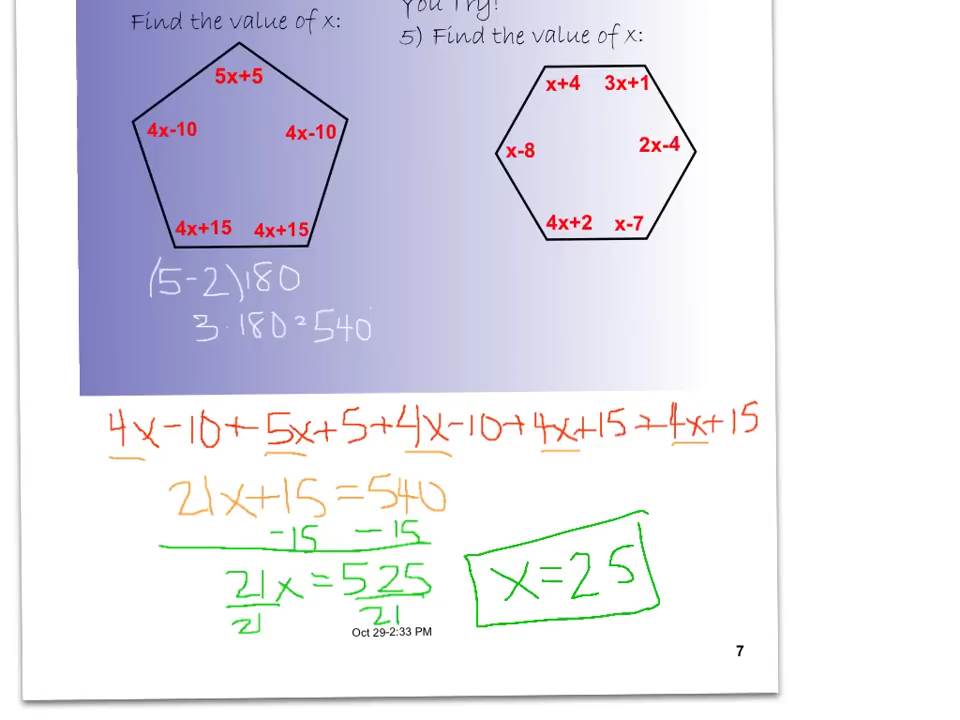 You Try!
Find the value of x:
5) Find the value of x:
5x+5
4x-10
4x-10
4x+15
4x+15
x+4
3x+1
x-8
2x-4
4x+2
x-7
(5-2)180
3·180=540
4x-10+5x+5+4x-10+4x+15+4x+15
21x+15=540
-15 -15
21x=525
21 21
x=25
Oct 29-2:33 PM
7